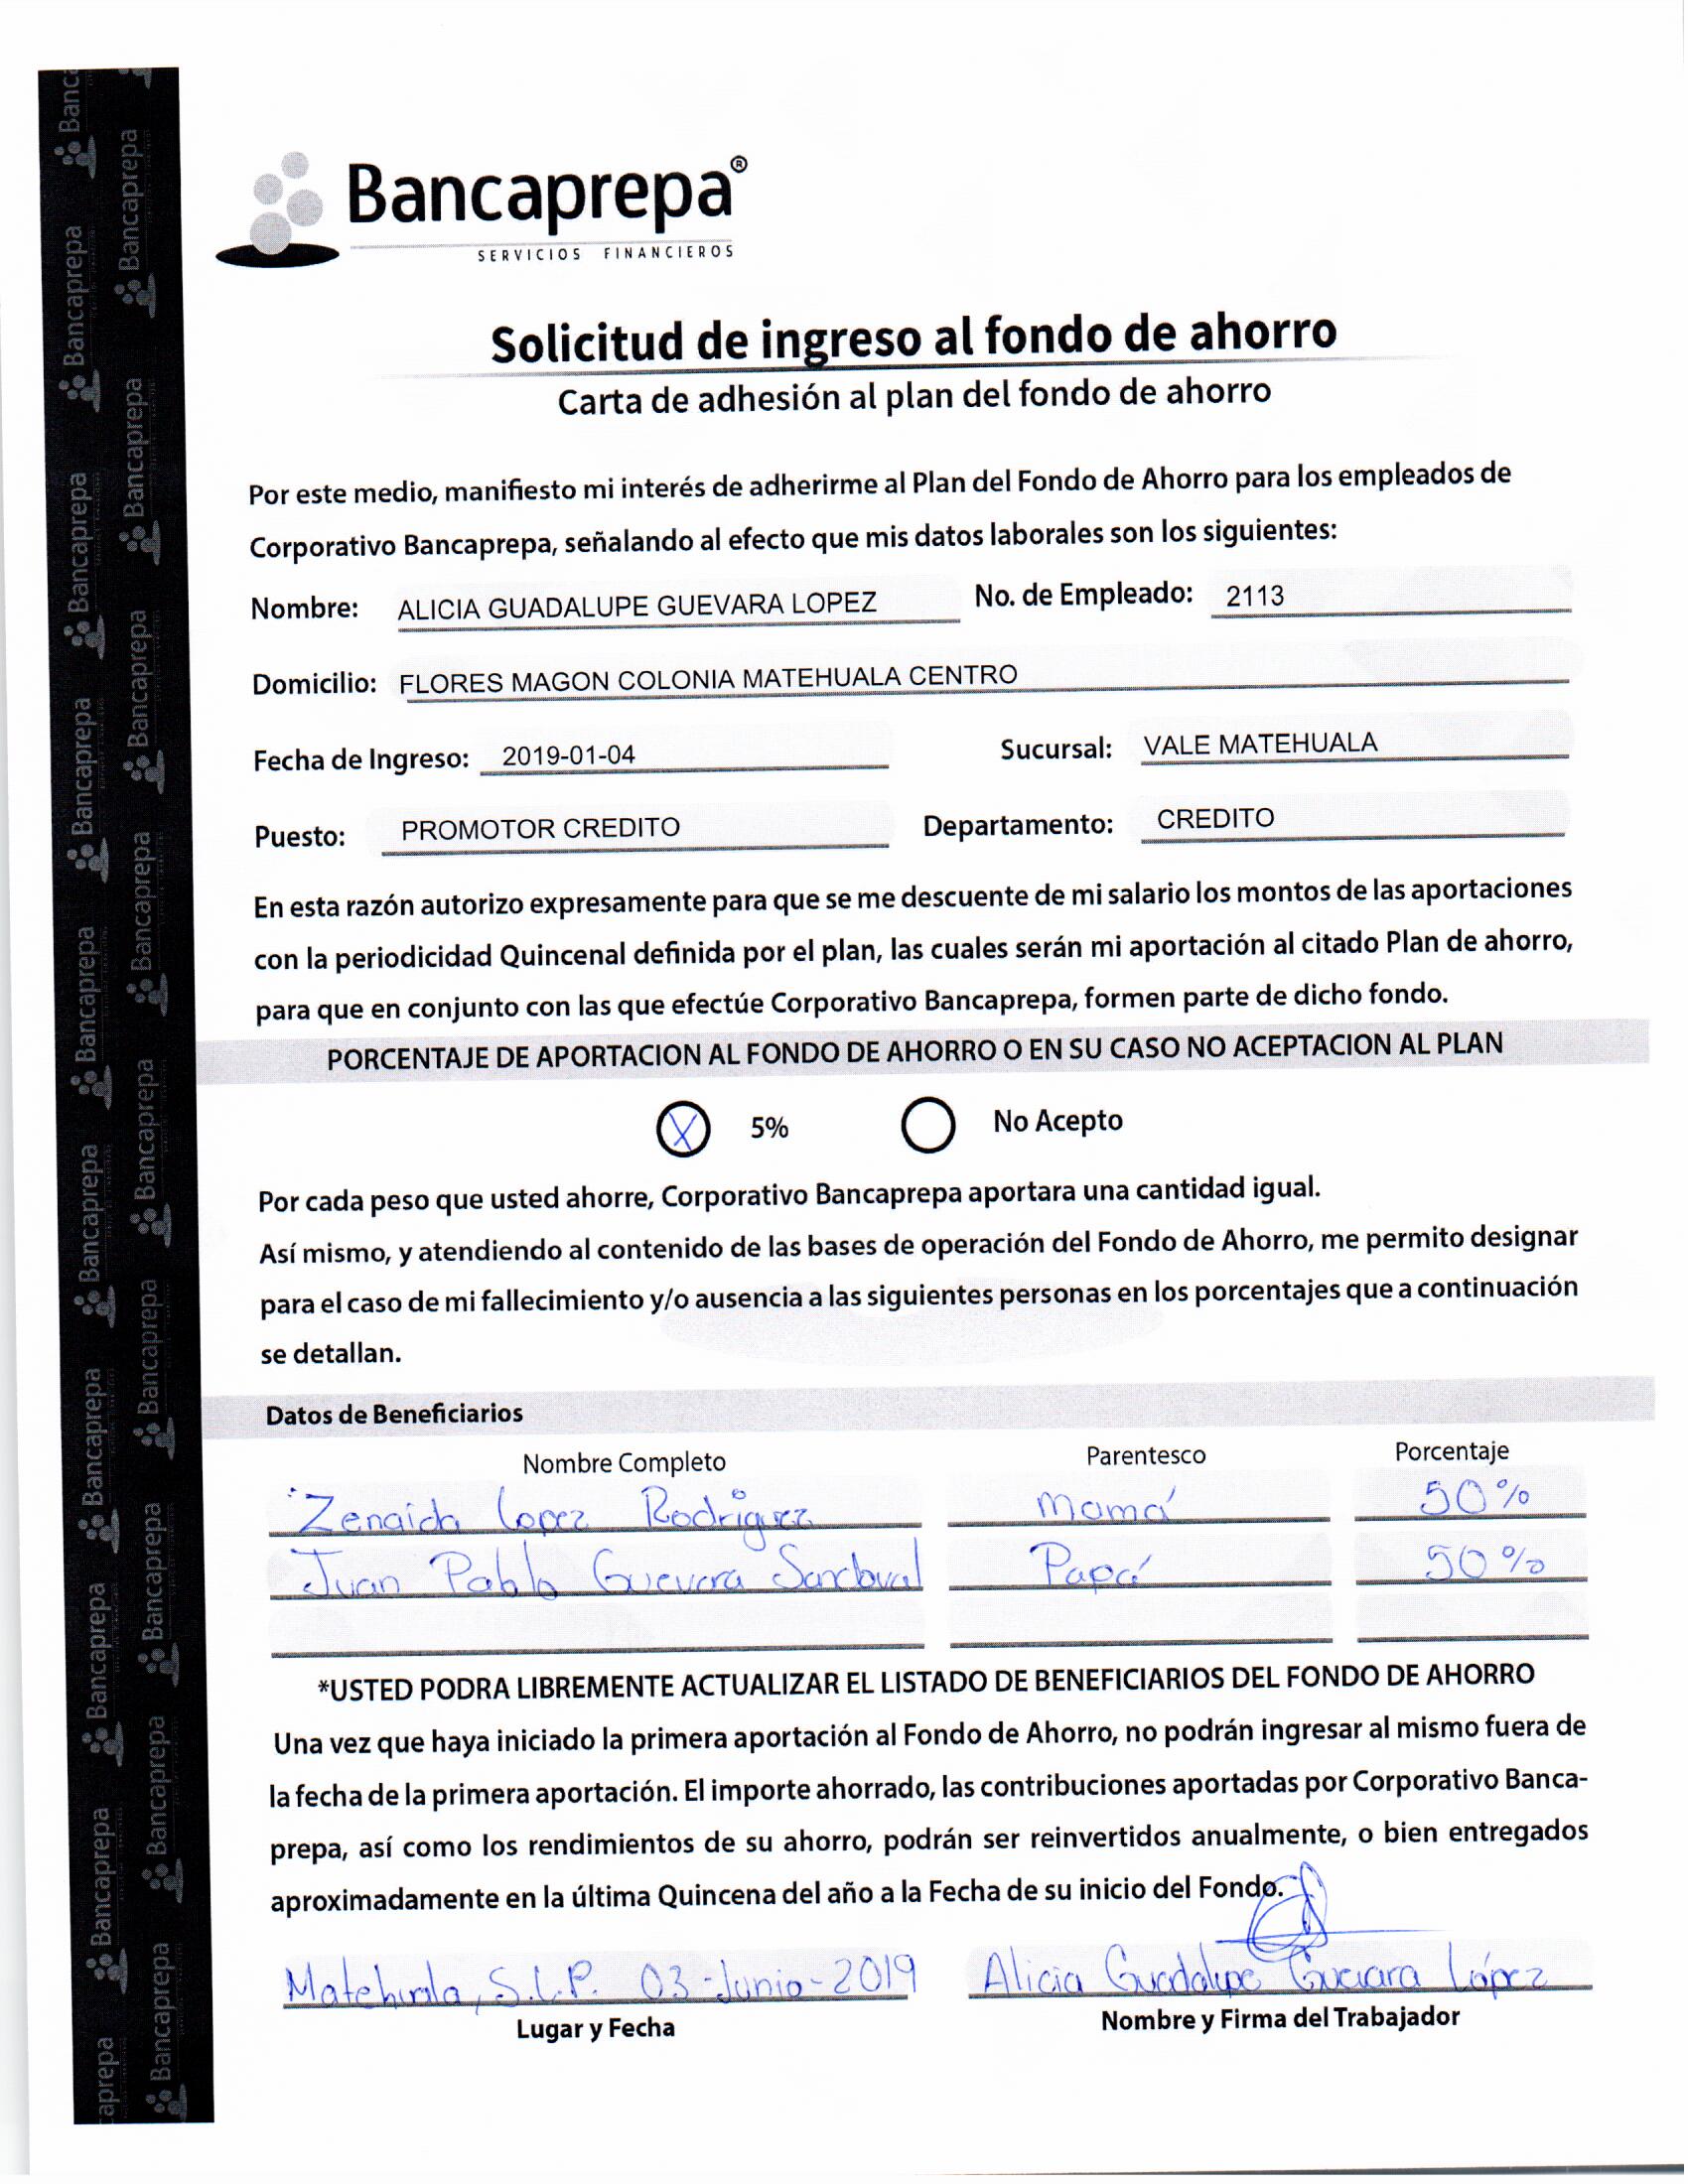 Bancaprepa®
SERVICIOS FINANCIEROS
Solicitud de ingreso al fondo de ahorro
Carta de adhesión al plan del fondo de ahorro
Por este medio, manifiesto mi interés de adherirme al Plan del Fondo de Ahorro para los empleados de
Corporativo Bancaprepa, señalando al efecto que mis datos laborales son los siguientes:
Nombre: ALICIA GUADALUPE GUEVARA LOPEZ No. de Empleado: 2113
Domicilio: FLORES MAGON COLONIA MATEHUALA CENTRO
Fecha de Ingreso: 2019-01-04 Sucursal: VALE MATEHUALA
Puesto: PROMOTOR CREDITO Departamento: CREDITO
En esta razón autorizo expresamente para que se me descuente de mi salario los montos de las aportaciones
con la periodicidad Quincenal definida por el plan, las cuales serán mi aportación al citado Plan de ahorro,
para que en conjunto con las que efectúe Corporativo Bancaprepa, formen parte de dicho fondo.
PORCENTAJE DE APORTACION AL FONDO DE AHORRO O EN SU CASO NO ACEPTACION AL PLAN
X 5% No Acepto
Por cada peso que usted ahorre, Corporativo Bancaprepa aportara una cantidad igual.
Así mismo, y atendiendo al contenido de las bases de operación del Fondo de Ahorro, me permito designar
para el caso de mi fallecimiento y/o ausencia a las siguientes personas en los porcentajes que a continuación
se detallan.
Datos de Beneficiarios
Nombre Completo Parentesco Porcentaje
Zenaida Lopez Rodriguez Mamá 50%
Juan Pablo Guevara Sandoval Papá 50%
*USTED PODRA LIBREMENTE ACTUALIZAR EL LISTADO DE BENEFICIARIOS DEL FONDO DE AHORRO
Una vez que haya iniciado la primera aportación al Fondo de Ahorro, no podrán ingresar al mismo fuera de
la fecha de la primera aportación. El importe ahorrado, las contribuciones aportadas por Corporativo Banca-
prepa, así como los rendimientos de su ahorro, podrán ser reinvertidos anualmente, o bien entregados
aproximadamente en la última Quincena del año a la Fecha de su inicio del Fondo.
Matehuala, S.L.P. 03-Junio-2019 Alicia Guadalupe Guevara López
Lugar y Fecha Nombre y Firma del Trabajador